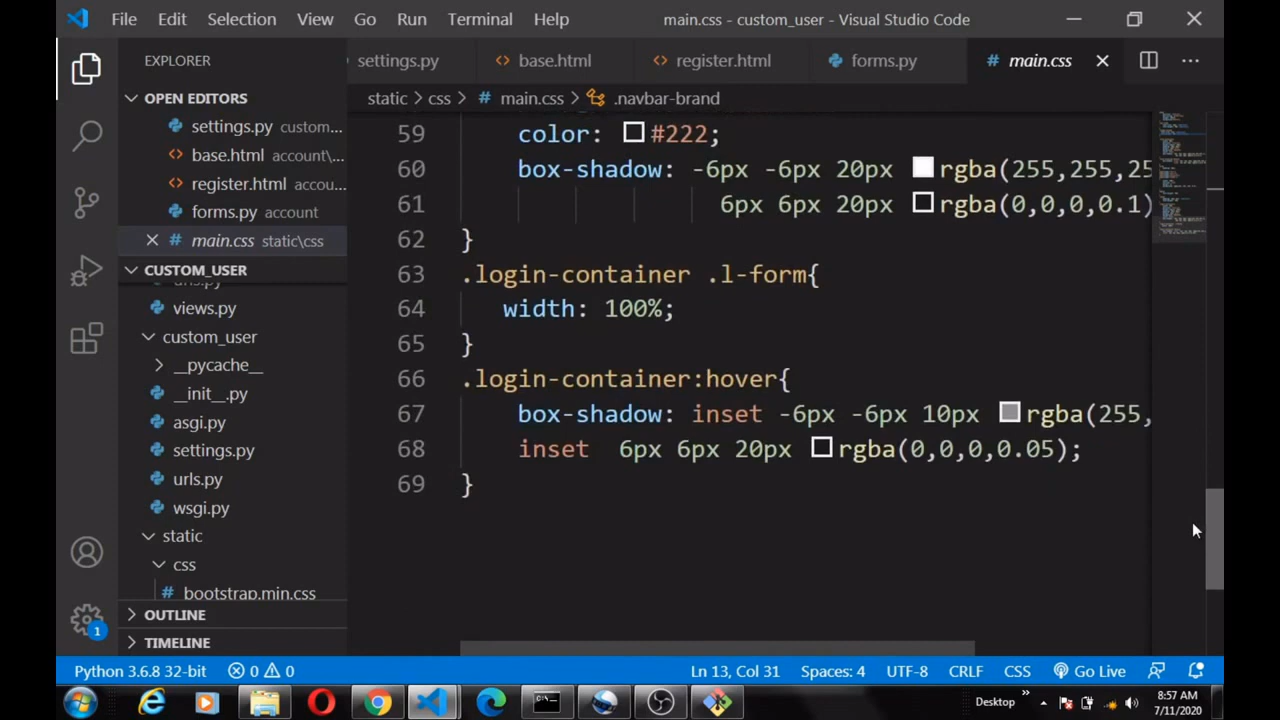 File Edit Selection View Go Run Terminal Help main.css - custom_user - Visual Studio Code
EXPLORER
settings.py base.html register.html forms.py main.css
OPEN EDITORS
static > css > # main.css > .navbar-brand
settings.py custom...
base.html account\...
register.html accou...
forms.py account
main.css static\css
CUSTOM_USER
views.py
custom_user
__pycache__
__init__.py
asgi.py
settings.py
urls.py
wsgi.py
static
css
bootstrap.min.css
OUTLINE
TIMELINE
59 color: #222;
60 box-shadow: -6px -6px 20px rgba(255,255,25
61 6px 6px 20px rgba(0,0,0,0.1)
62 }
63 .login-container .l-form{
64 width: 100%;
65 }
66 .login-container:hover{
67 box-shadow: inset -6px -6px 10px rgba(255,
68 inset 6px 6px 20px rgba(0,0,0,0.05);
69 }
1
Python 3.6.8 32-bit 0 0 Ln 13, Col 31 Spaces: 4 UTF-8 CRLF CSS Go Live
Desktop 8:57 AM
7/11/2020